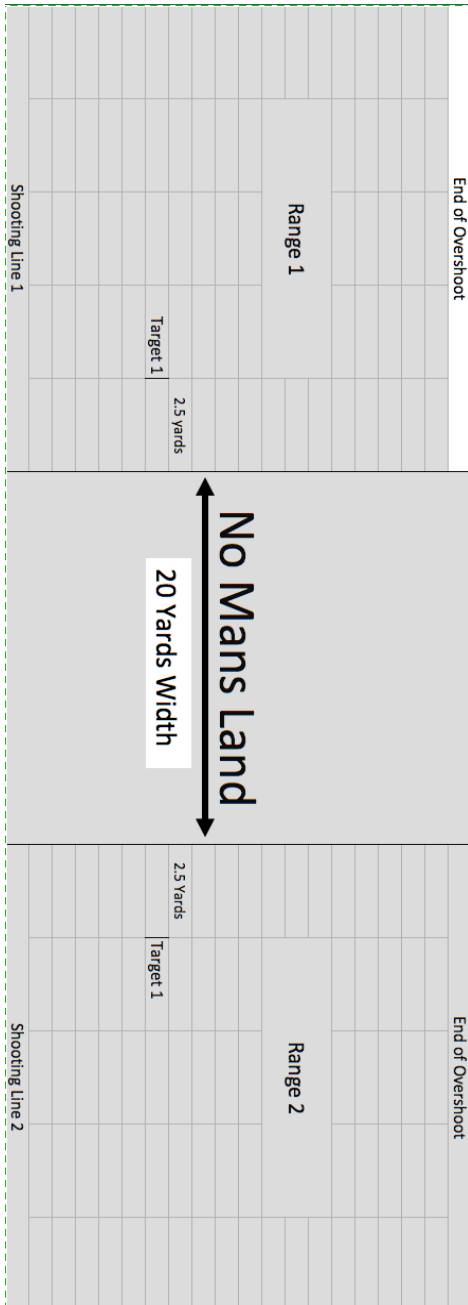 End of Overshoot
Range 1
Target 1
2.5 yards
Shooting Line 1
No Mans Land
20 Yards Width
End of Overshoot
Range 2
2.5 Yards
Target 1
Shooting Line 2